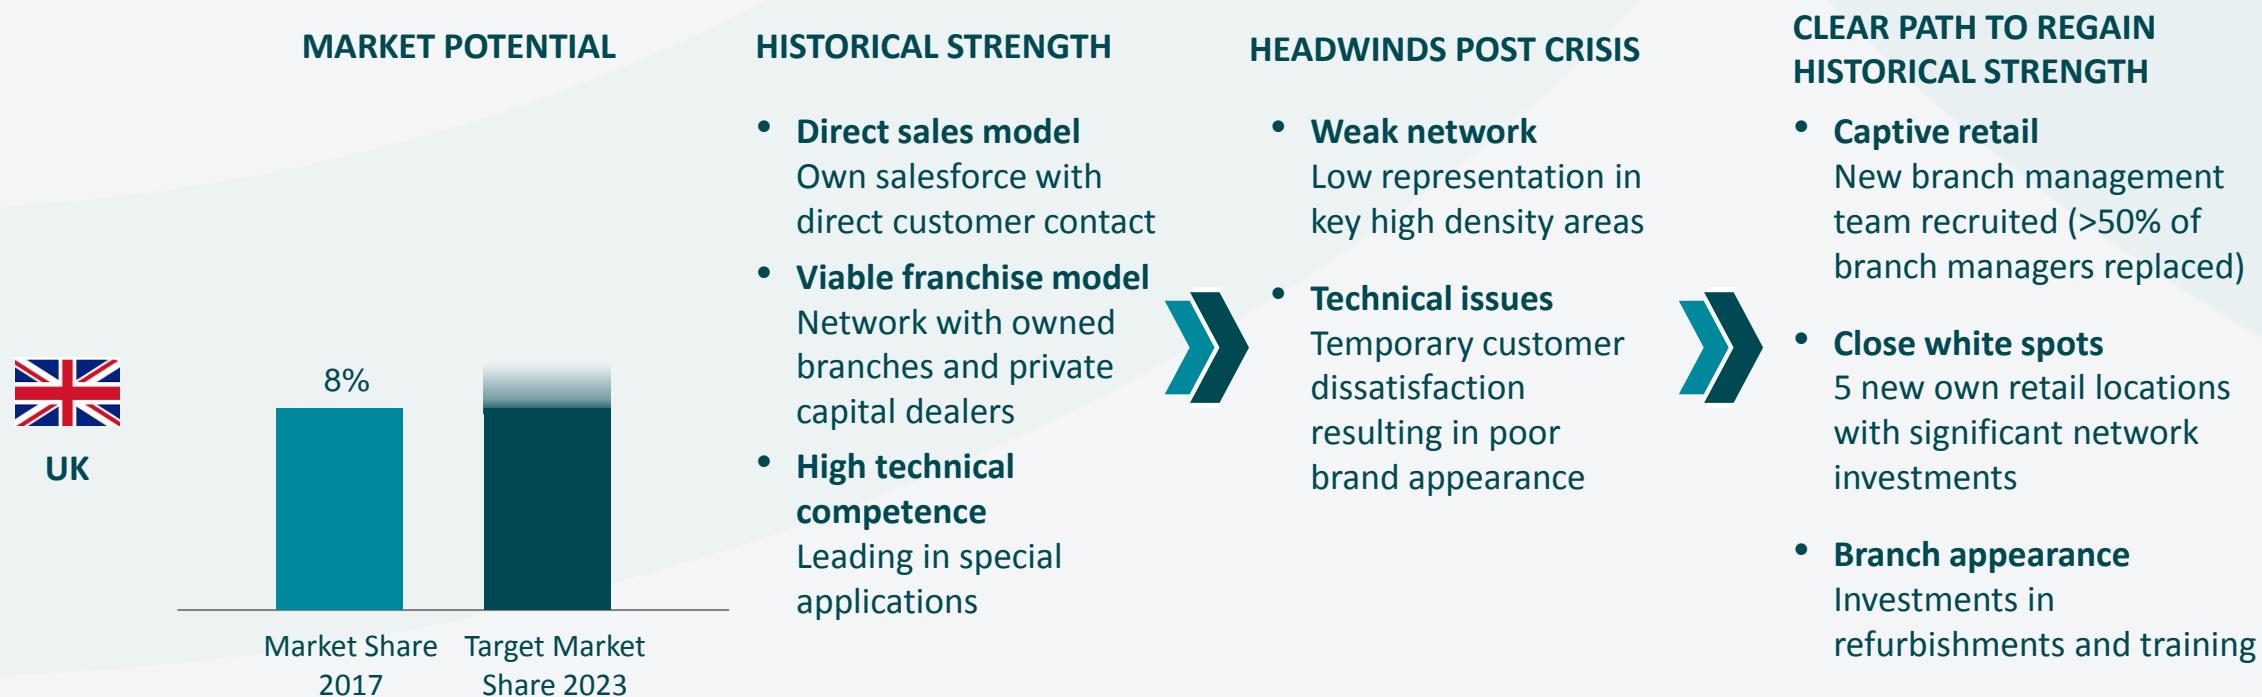 MARKET POTENTIAL
8%
UK
Market Share
2017
Target Market
Share 2023
HISTORICAL STRENGTH
• Direct sales model
Own salesforce with
direct customer contact
• Viable franchise model
Network with owned
branches and private
capital dealers
• High technical
competence
Leading in special
applications
HEADWINDS POST CRISIS
• Weak network
Low representation in
key high density areas
• Technical issues
Temporary customer
dissatisfaction
resulting in poor
brand appearance
CLEAR PATH TO REGAIN
HISTORICAL STRENGTH
• Captive retail
New branch management
team recruited (>50% of
branch managers replaced)
• Close white spots
5 new own retail locations
with significant network
investments
• Branch appearance
Investments in
refurbishments and training